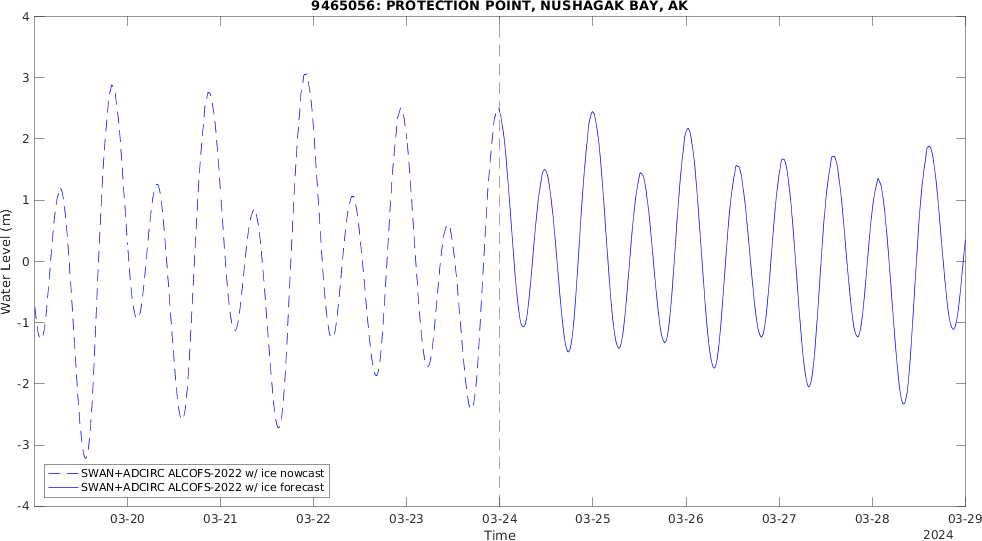 9465056: PROTECTION POINT, NUSHAGAK BAY, AK
Water Level (m)
4
3
2
1
0
-1
-2
-3
-4
SWAN+ADCIRC ALCOFS-2022 w/ ice nowcast
SWAN+ADCIRC ALCOFS-2022 w/ ice forecast
03-20 03-21 03-22 03-23 03-24 03-25 03-26 03-27 03-28 03-29
Time
2024